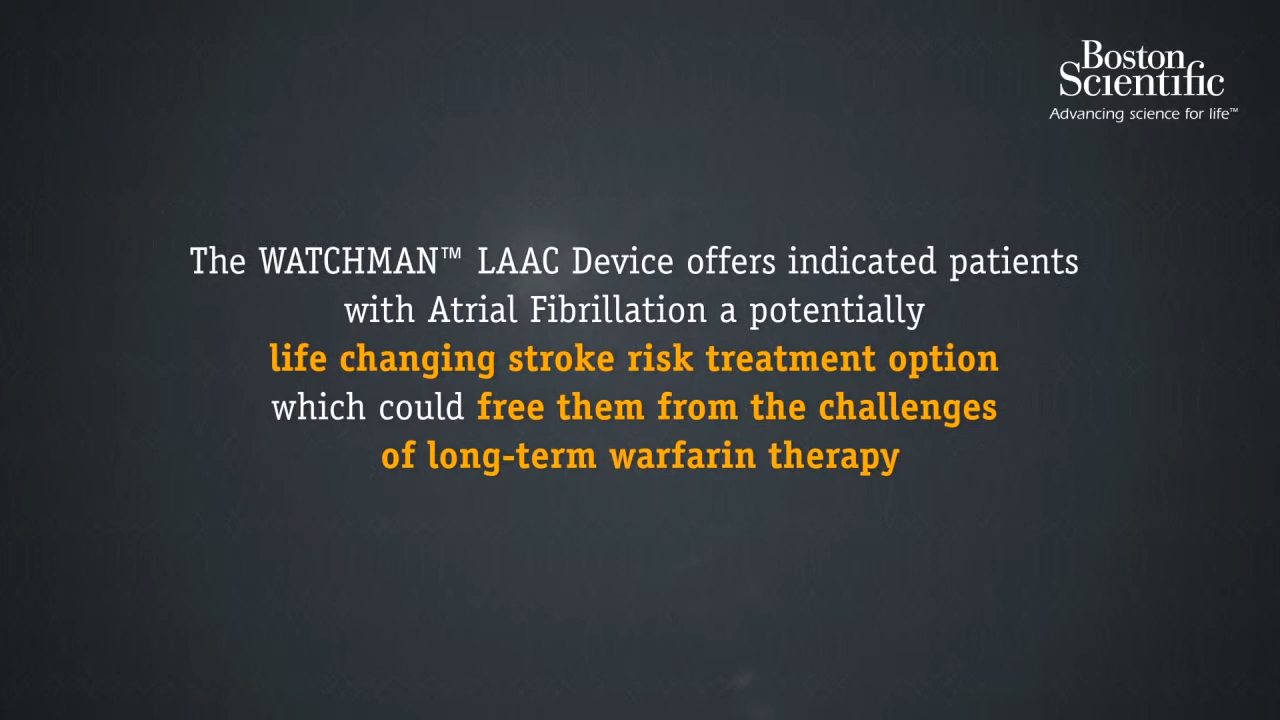 Boston
Scientific
Advancing science for life™
The WATCHMAN™ LAAC Device offers indicated patients
with Atrial Fibrillation a potentially
life changing stroke risk treatment option
which could free them from the challenges
of long-term warfarin therapy